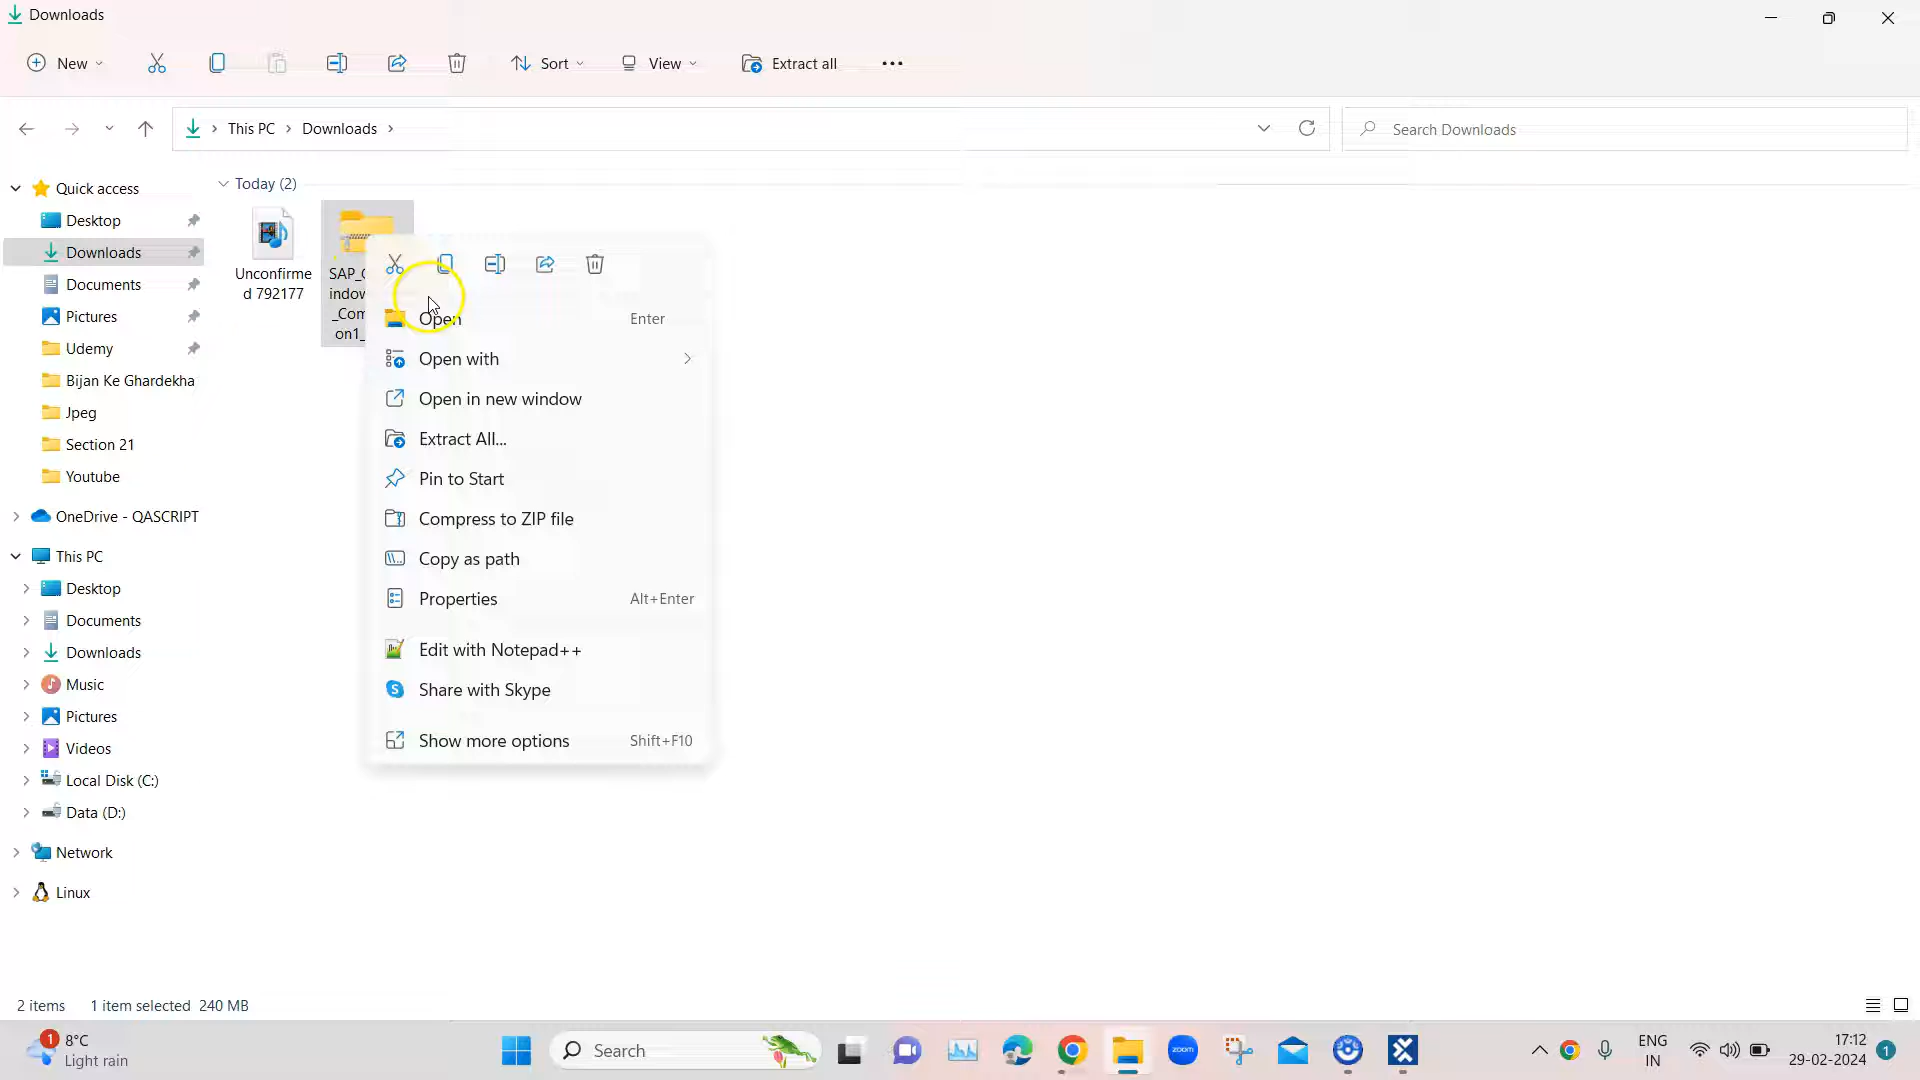 Downloads
New
Sort
View
Extract all
This PC
Downloads
Search Downloads
Quick access
Desktop
Downloads
Documents
Pictures
Udemy
Bijan Ke Ghardekha
Jpeg
Section 21
Youtube
OneDrive - QASCRIPT
This PC
Desktop
Documents
Downloads
Music
Pictures
Videos
Local Disk (C:)
Data (D:)
Network
Linux
Today (2)
Unconfirme
d 792177
Open Enter
Open with
Open in new window
Extract All...
Pin to Start
Compress to ZIP file
Copy as path
Properties Alt+Enter
Edit with Notepad++
Share with Skype
Show more options Shift+F10
2 items 1 item selected 240 MB
1
8°C
Light rain
Search
zoom
ENG
IN
17:12
29-02-2024
1